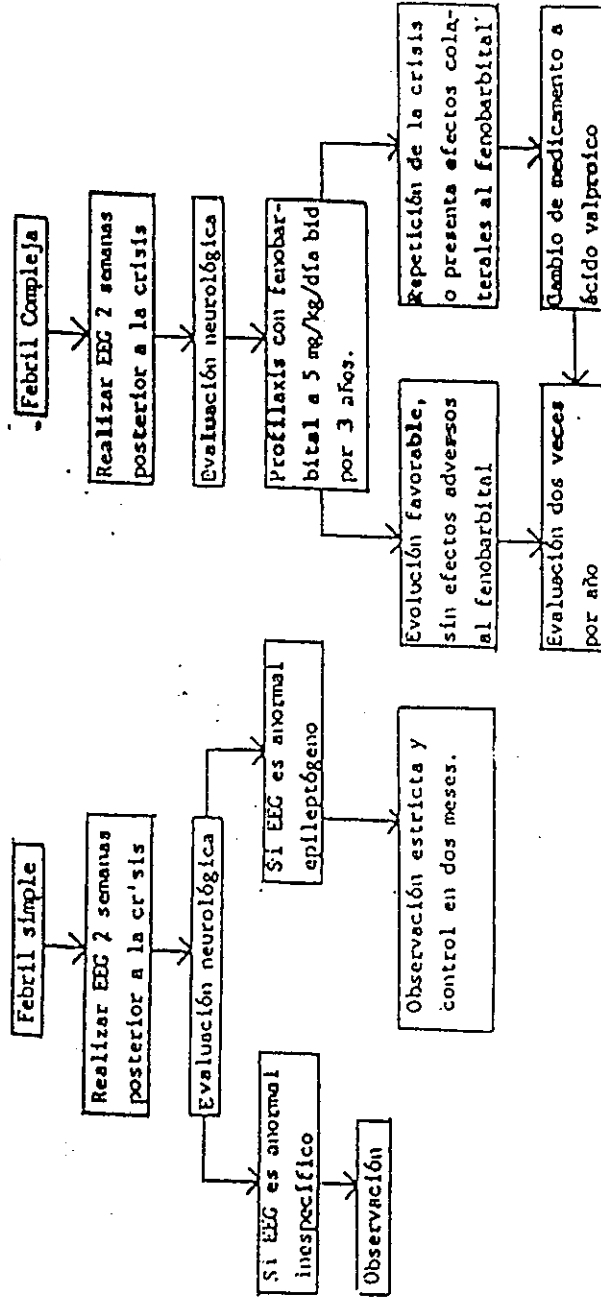 Febril simple
Realizar EEG 2 semanas
posterior a la cr'sis
Evaluación neurológica
Si EEG es anormal
inespecífico
Observación
Si EEG es anormal
epileptógeno
Observación estricta y
control en dos meses.
Febril Compleja
Realizar EEG 2 semanas
posterior a la crisis
Evaluación neurológica
Profilaxis con fenobar-
bital a 5 mg/kg/día bid
por 3 años.
Evolución favorable,
sin efectos adversos
al fenobarbital
Evaluación dos veces
por año
Repetición de la crisis
o presenta efectos cola-
terales al fenobarbital
Cambio de medicamento a
ácido valproico